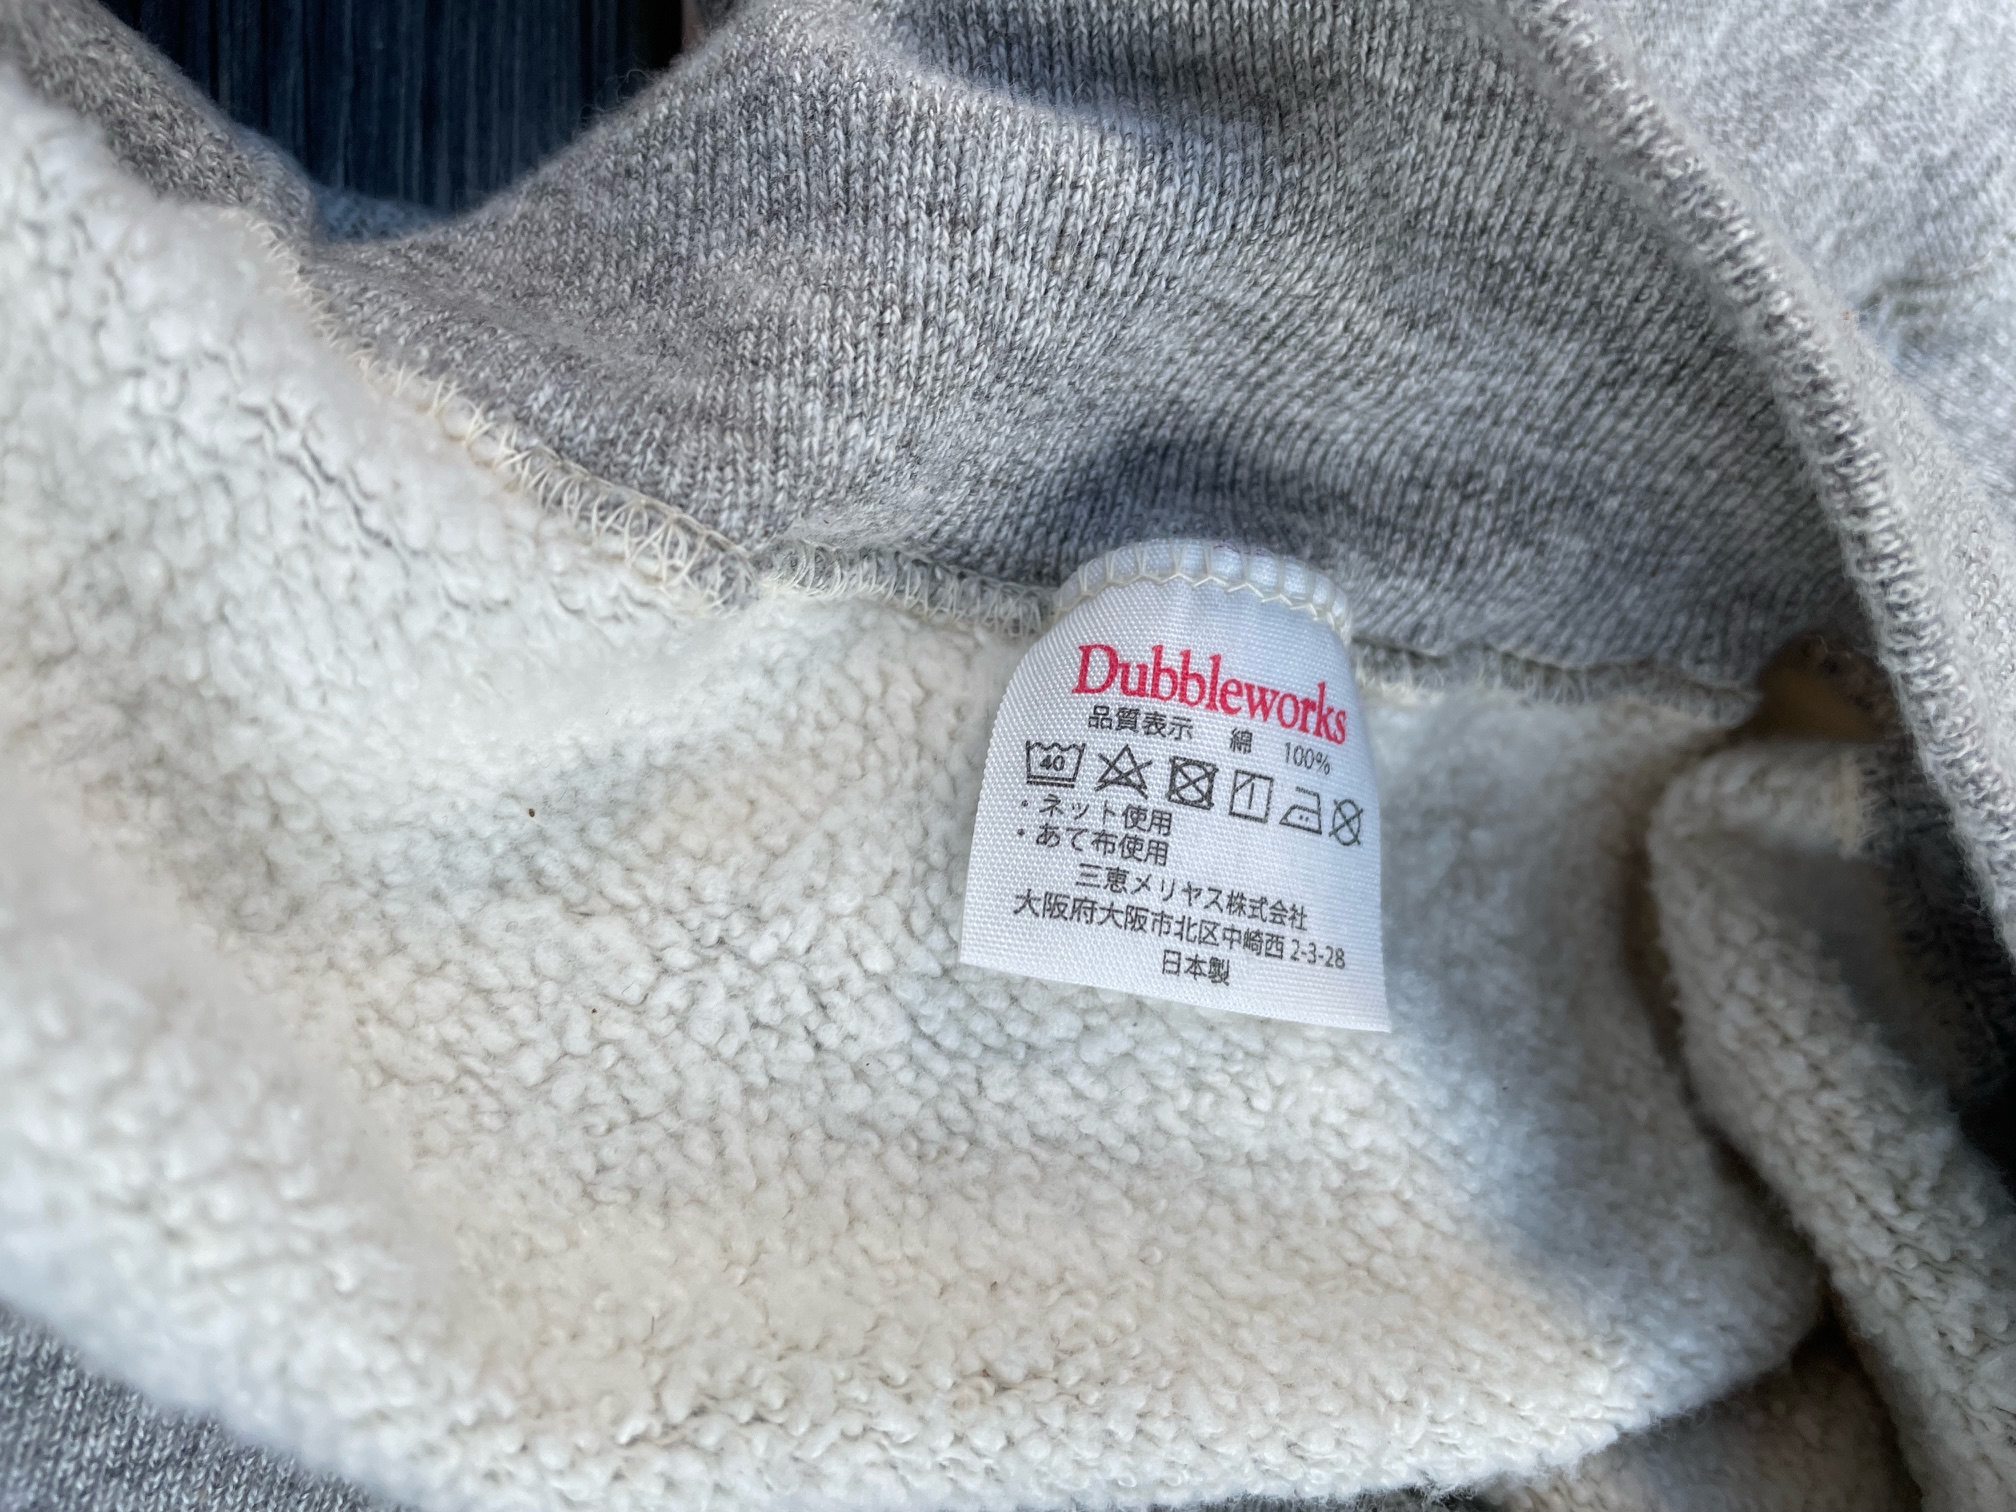 Dubbleworks
品質表示 綿 100%
40
・ネット使用
・あて布使用
三恵メリヤス株式会社
大阪府大阪市北区中崎西 2-3-28
日本製